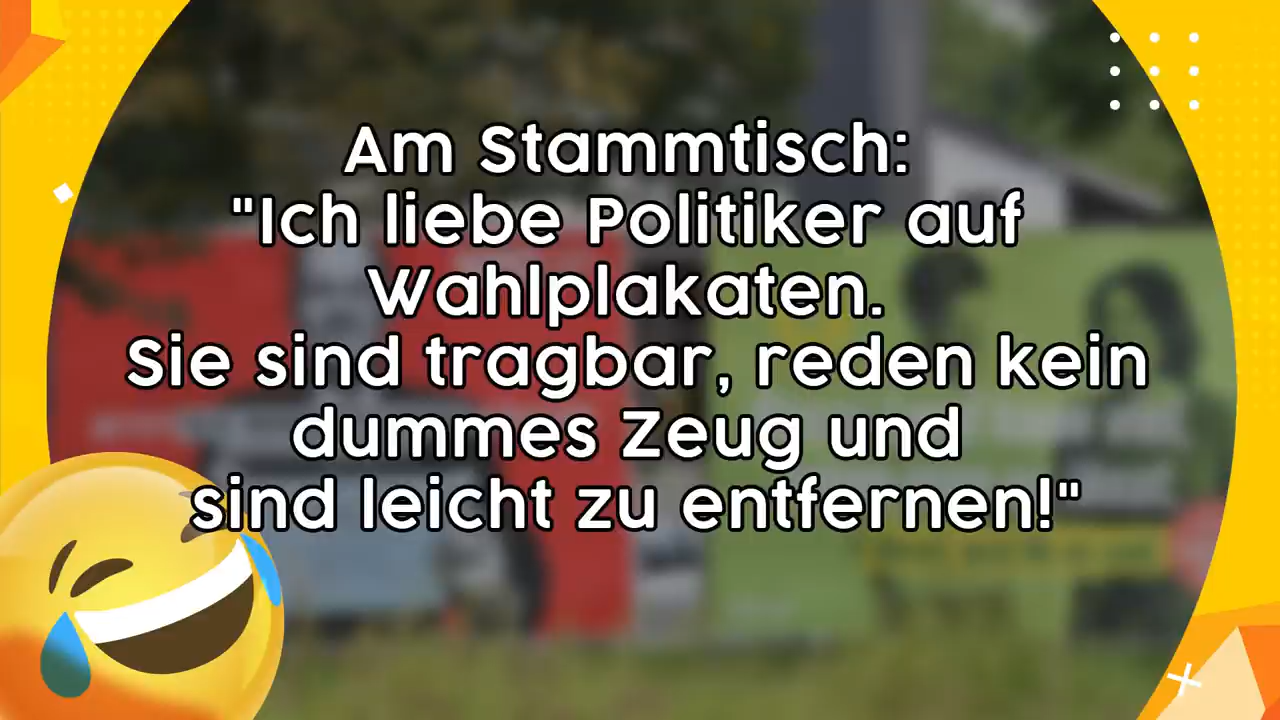 Am Stammtisch:
"Ich liebe Politiker auf
Wahlplakaten.
Sie sind tragbar, reden kein
dummes Zeug und
sind leicht zu entfernen!"